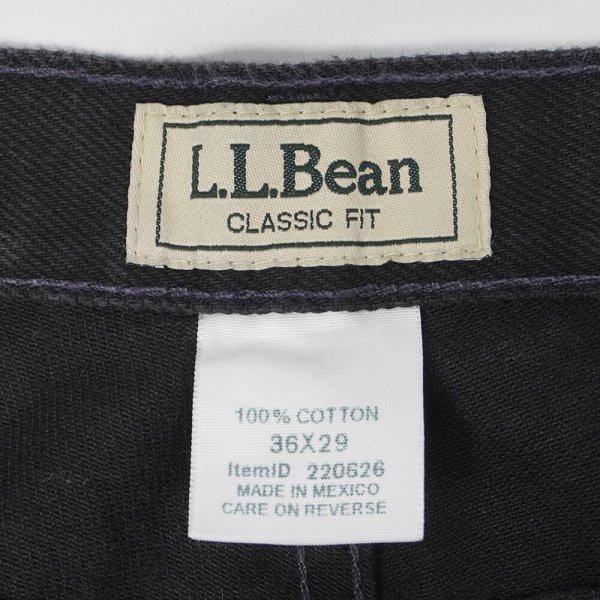 L.L.Bean
CLASSIC FIT
100% COTTON
36X29
ItemID 220626
MADE IN MEXICO
CARE ON REVERSE